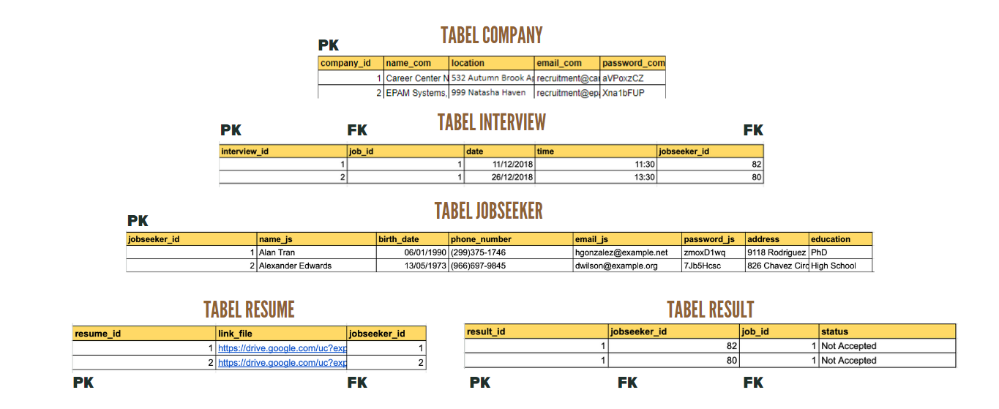 TABEL COMPANY
PK
company_id name_com location email_com password_com
1 Career Center N 532 Autumn Brook Ap recruitment@car aVPoxzCZ
2 EPAM Systems, 999 Natasha Haven recruitment@epa Xna1bFUP
TABEL INTERVIEW
PK FK FK
interview_id job_id date time jobseeker_id
1 1 11/12/2018 11:30 82
2 1 26/12/2018 13:30 80
TABEL JOBSEEKER
PK
jobseeker_id name_js birth_date phone_number email_js password_js address education
1 Alan Tran 06/01/1990 (299)375-1746 hgonzalez@example.net zmoxD1wq 9118 Rodriguez PhD
2 Alexander Edwards 13/05/1973 (966)697-9845 dwilson@example.org 7Jb5Hcsc 826 Chavez Circ High School
TABEL RESUME
resume_id link_file jobseeker_id
1 https://drive.google.com/uc?exp 1
2 https://drive.google.com/uc?exp 2
PK FK
TABEL RESULT
result_id jobseeker_id job_id status
1 82 1 Not Accepted
1 80 1 Not Accepted
PK FK FK